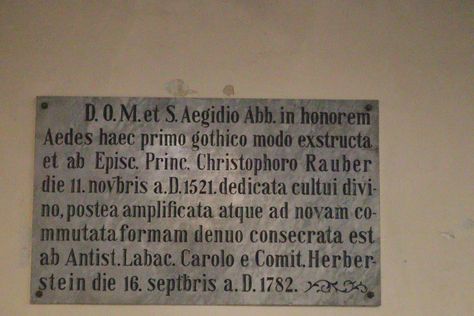 D. O. M. et S. Aegidio Abb. in honorem
Aedes haec primo gothico modo exstructa
et ab Episc. Princ. Christophoro Rauber
die 11. novbris a. D. 1521. dedicata cultui divi-
no, postea amplificata atque ad novam co-
mmutata formam denuo consecrata est
ab Antist. Labac. Carolo e Comit. Herber-
stein die 16. septbris a. D. 1782.